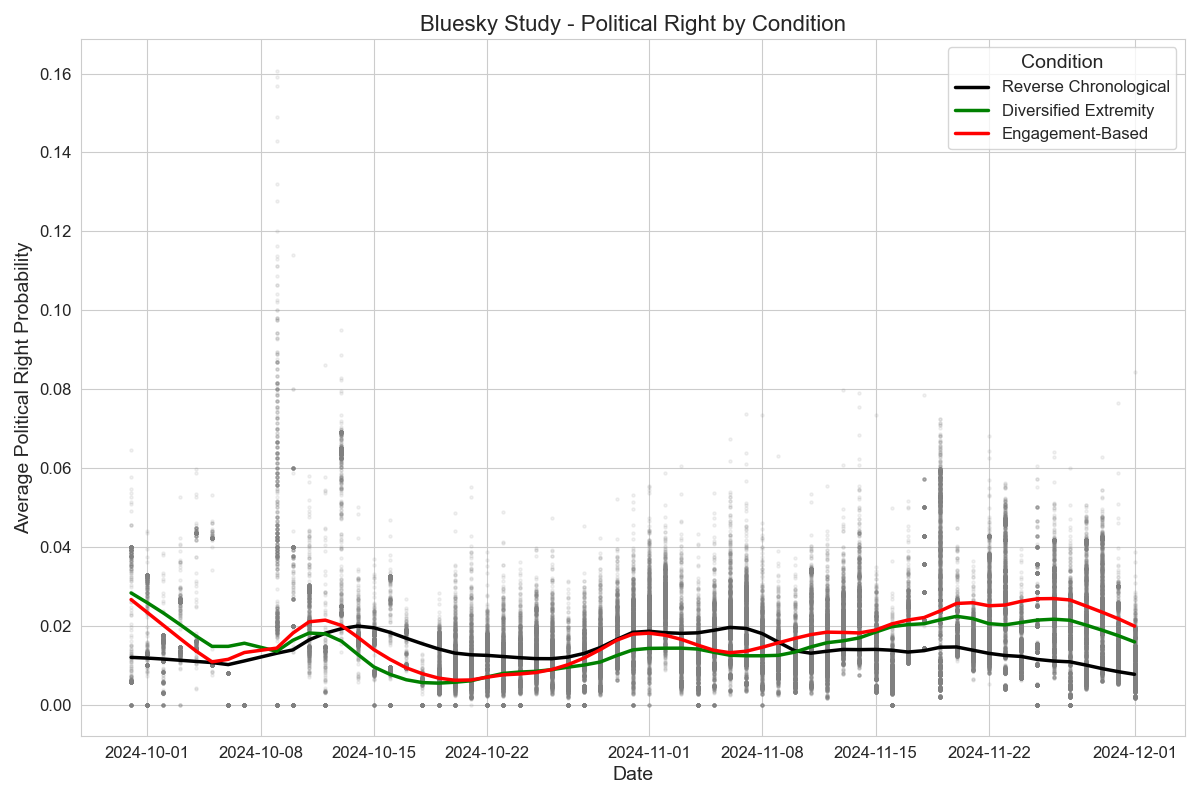 Bluesky Study - Political Right by Condition
Condition
Reverse Chronological
Diversified Extremity
Engagement-Based
Average Political Right Probability
0.16
0.14
0.12
0.10
0.08
0.06
0.04
0.02
0.00
2024-10-01 2024-10-08 2024-10-15 2024-10-22 2024-11-01 2024-11-08 2024-11-15 2024-11-22 2024-12-01
Date